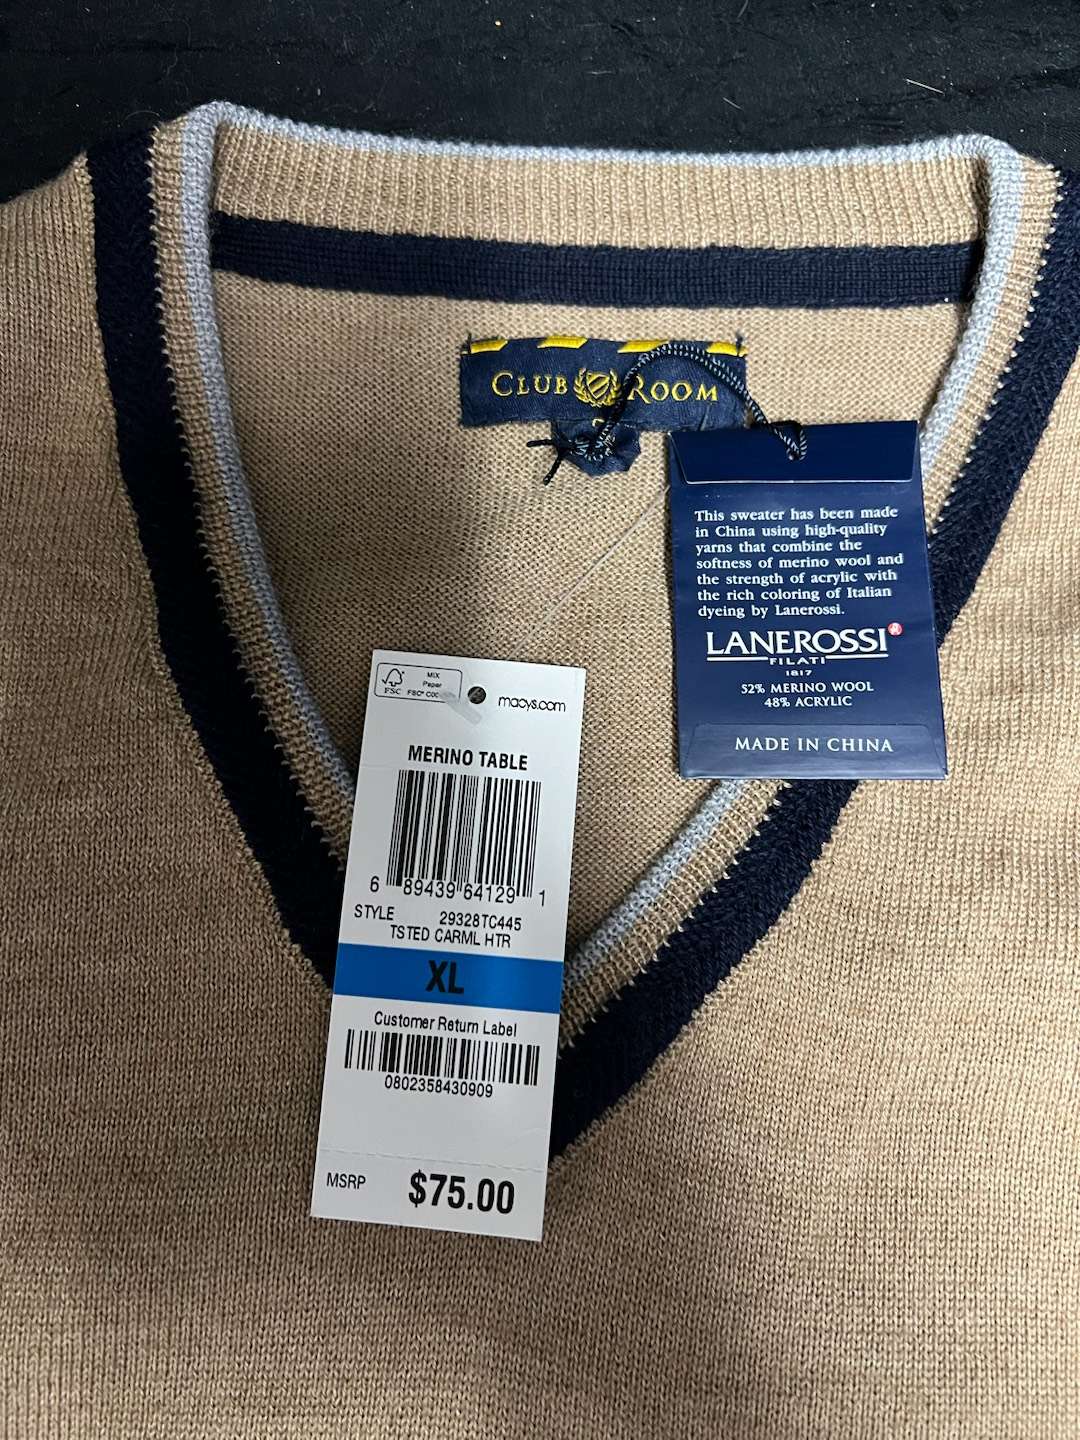 CLUB ROOM
This sweater has been made
in China using high-quality
yarns that combine the
softness of merino wool and
the strength of acrylic with
the rich coloring of Italian
dyeing by Lanerossi.
LANEROSSI
FILATI
1817
52% MERINO WOOL
48% ACRYLIC
MADE IN CHINA
FSC
MIX
Paper
FSC®
macys.com
MERINO TABLE
6 89439 64129 1
STYLE 29328TC445
TSTED CARML HTR
XL
Customer Return Label
0802358430909
MSRP $75.00